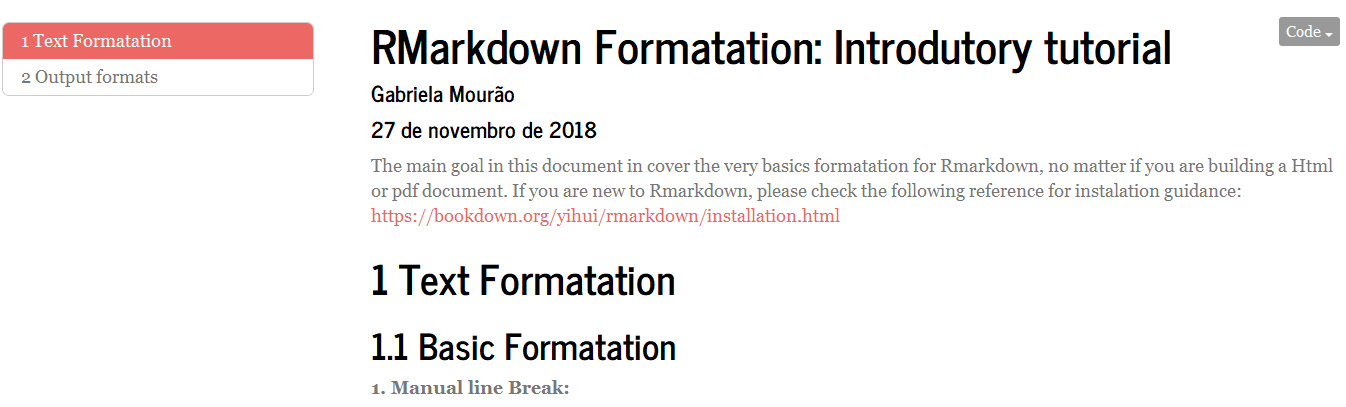 1 Text Formatation
2 Output formats
RMarkdown Formatation: Introdutory tutorial
Code
Gabriela Mourão
27 de novembro de 2018
The main goal in this document in cover the very basics formatation for Rmarkdown, no matter if you are building a Html
or pdf document. If you are new to Rmarkdown, please check the following reference for instalation guidance:
https://bookdown.org/yihui/rmarkdown/installation.html
1 Text Formatation
1.1 Basic Formatation
1. Manual line Break: